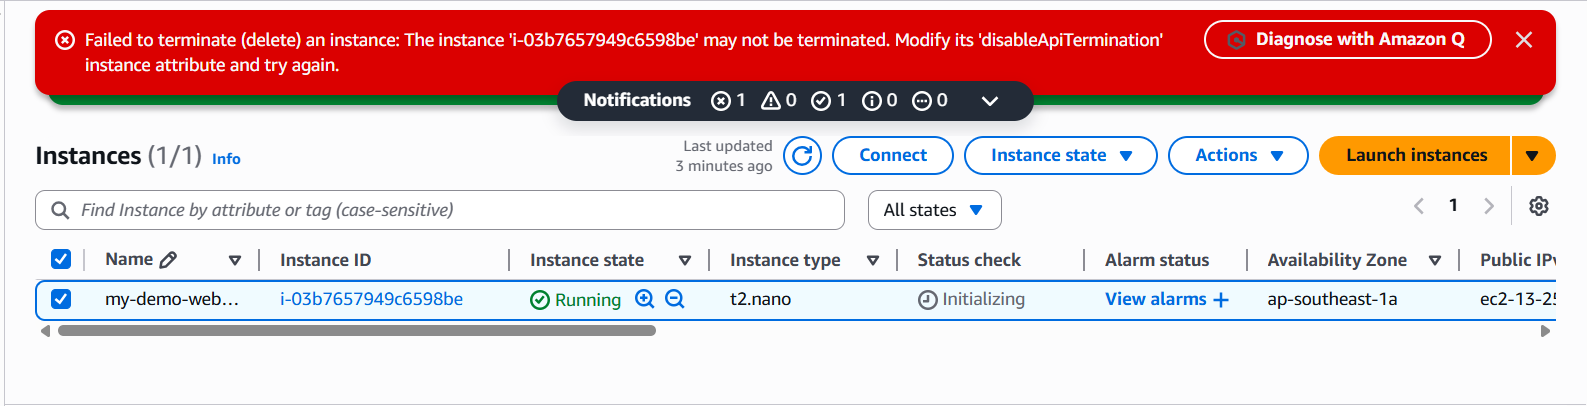 Failed to terminate (delete) an instance: The instance 'i-03b7657949c6598be' may not be terminated. Modify its 'disableApiTermination'
instance attribute and try again.
Diagnose with Amazon Q
Notifications 1 0 1 0 0
Instances (1/1) Info
Last updated
3 minutes ago
Connect
Instance state
Actions
Launch instances
Find Instance by attribute or tag (case-sensitive)
All states
1
Name Instance ID Instance state Instance type Status check Alarm status Availability Zone Public IPv
my-demo-web... i-03b7657949c6598be Running t2.nano Initializing View alarms + ap-southeast-1a ec2-13-25